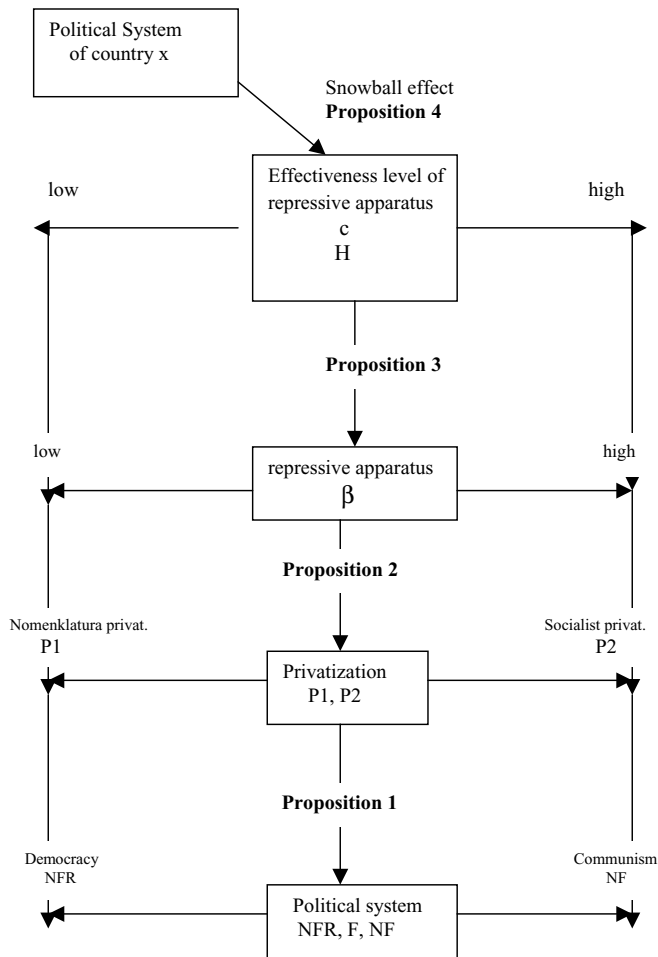 Political System
of country x
Snowball effect
Proposition 4
Effectiveness level of
repressive apparatus
c
H
low
high
Proposition 3
low
high
repressive apparatus
β
Proposition 2
Nomenklatura privat.
P1
Socialist privat.
P2
Privatization
P1, P2
Proposition 1
Democracy
NFR
Communism
NF
Political system
NFR, F, NF